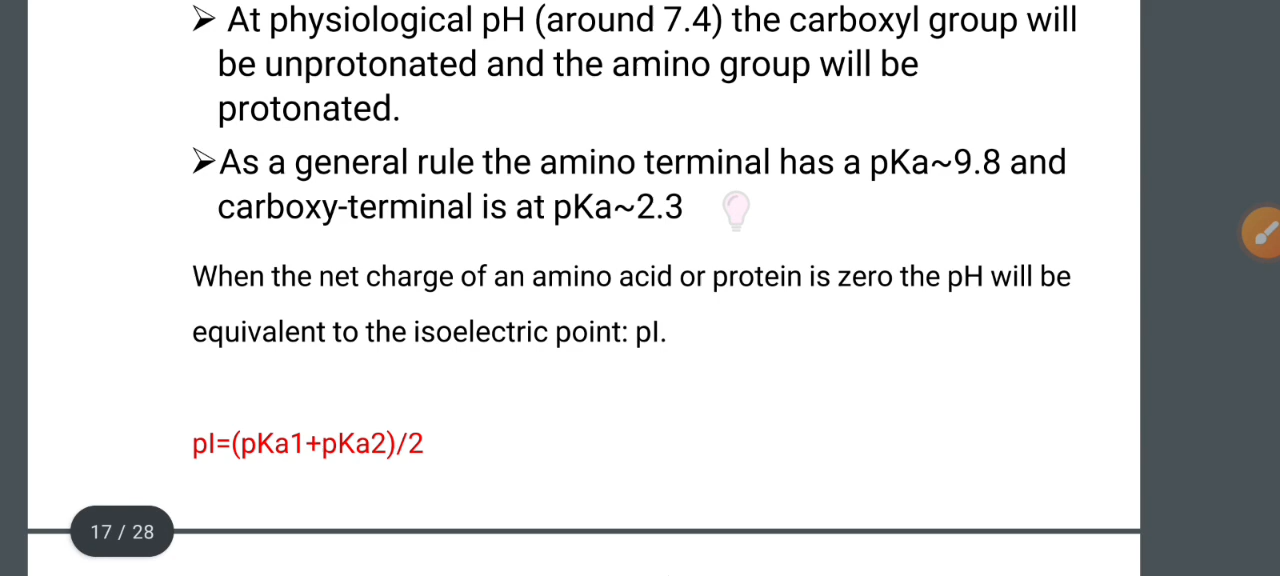 ➢ At physiological pH (around 7.4) the carboxyl group will
be unprotonated and the amino group will be
protonated.
➢As a general rule the amino terminal has a pKa~9.8 and
carboxy-terminal is at pKa~2.3
When the net charge of an amino acid or protein is zero the pH will be
equivalent to the isoelectric point: pI.
pI=(pKa1+pKa2)/2
17 / 28